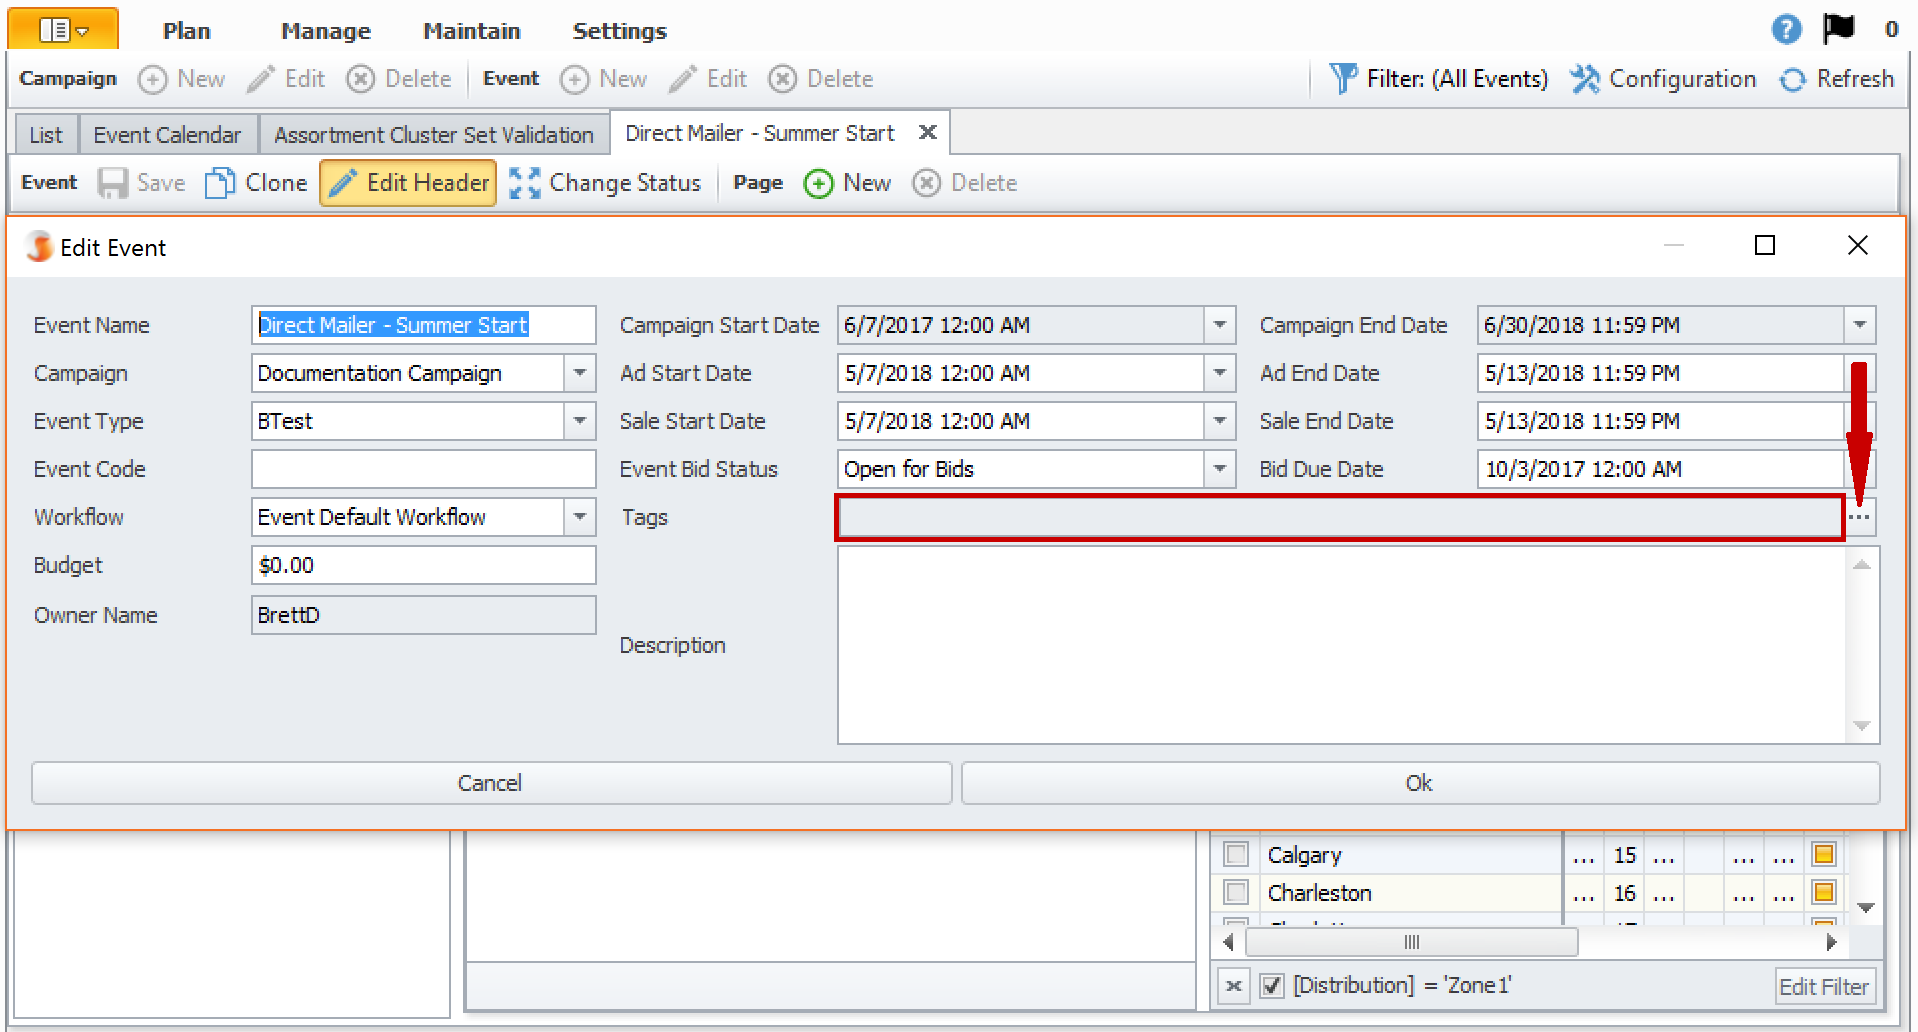 Plan Manage Maintain Settings 0
Campaign New Edit Delete Event New Edit Delete Filter: (All Events) Configuration Refresh
List Event Calendar Assortment Cluster Set Validation Direct Mailer - Summer Start
Event Save Clone Edit Header Change Status Page New Delete
Edit Event
Event Name Direct Mailer - Summer Start Campaign Start Date 6/7/2017 12:00 AM Campaign End Date 6/30/2018 11:59 PM
Campaign Documentation Campaign Ad Start Date 5/7/2018 12:00 AM Ad End Date 5/13/2018 11:59 PM
Event Type BTest Sale Start Date 5/7/2018 12:00 AM Sale End Date 5/13/2018 11:59 PM
Event Code Event Bid Status Open for Bids Bid Due Date 10/3/2017 12:00 AM
Workflow Event Default Workflow Tags ...
Budget $0.00
Owner Name BrettD
Description
Cancel Ok
Calgary ... 15 ... ... ...
Charleston ... 16 ... ... ...
[Distribution] = 'Zone1' Edit Filter